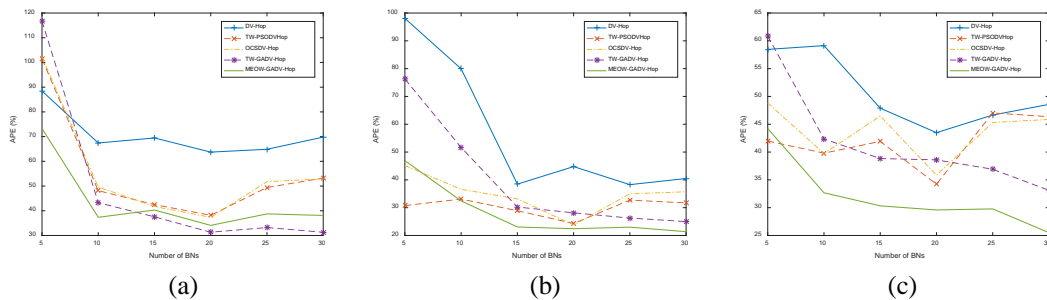 120
110
100
90
80
70
60
50
40
30
APE (%)
5 10 15 20 25 30
Number of BNs
DV-Hop
TW-PSODVHop
OCSDV-Hop
TW-GADV-Hop
MEOW-GADV-Hop
(a)
100
90
80
70
60
50
40
30
20
APE (%)
5 10 15 20 25 30
Number of BNs
DV-Hop
TW-PSODVHop
OCSDV-Hop
TW-GADV-Hop
MEOW-GADV-Hop
(b)
65
60
55
50
45
40
35
30
25
APE (%)
5 10 15 20 25 30
Number of BNs
DV-Hop
TW-PSODVHop
OCSDV-Hop
TW-GADV-Hop
MEOW-GADV-Hop
(c)